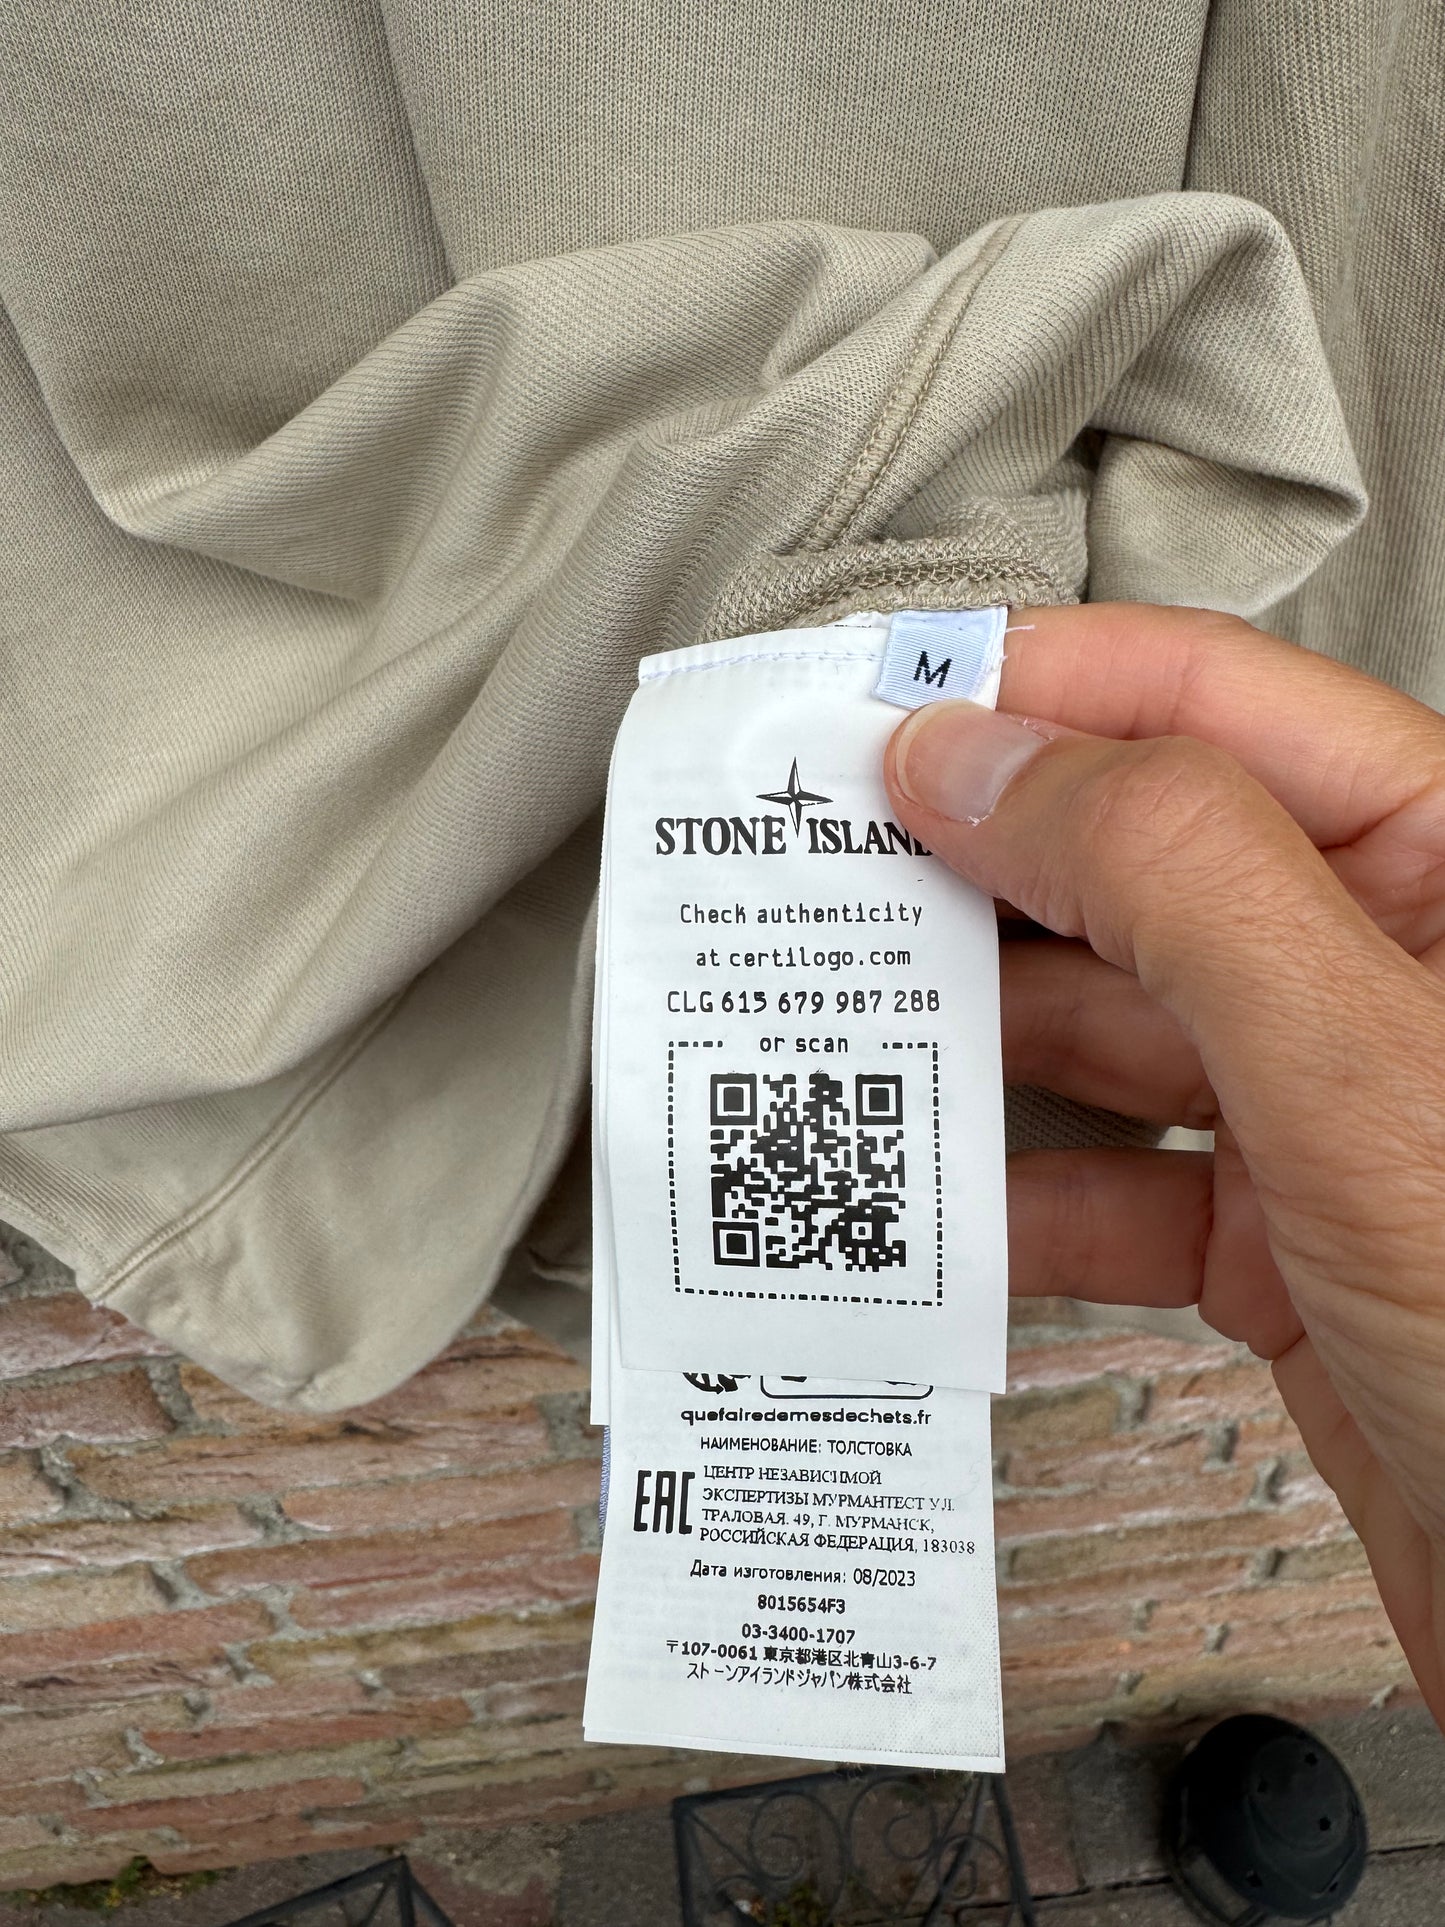 M
STONE ISLAND
Check authenticity
at certilogo.com
CLG 615 679 987 288
or scan
quefairedemesdechets.fr
НАИМЕНОВАНИЕ: ТОЛСТОВКА
EAC
ЦЕНТР НЕЗАВИСИМОЙ
ЭКСПЕРТИЗЫ МУРМАНТЕСТ УЛ.
ТРАЛОВАЯ. 49, Г. МУРМАНСК,
РОССИЙСКАЯ ФЕДЕРАЦИЯ, 183038
Дата изготовления: 08/2023
8015654F3
03-3400-1707
〒107-0061 東京都港区北青山3-6-7
ストーンアイランドジャパン株式会社